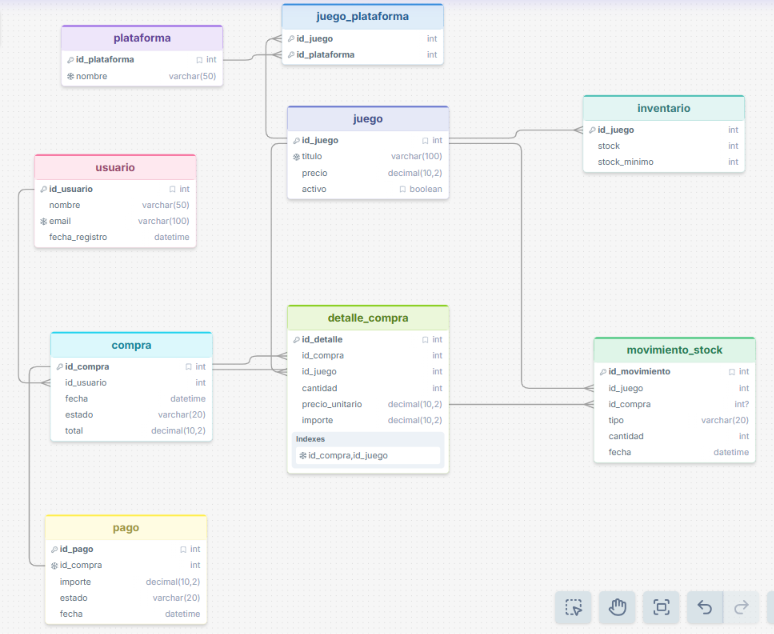 plataforma
id_plataforma int
nombre varchar(50)
juego_plataforma
id_juego int
id_plataforma int
juego
id_juego int
titulo varchar(100)
precio decimal(10,2)
activo boolean
inventario
id_juego int
stock int
stock_minimo int
usuario
id_usuario int
nombre varchar(50)
email varchar(100)
fecha_registro datetime
compra
id_compra int
id_usuario int
fecha datetime
estado varchar(20)
total decimal(10,2)
detalle_compra
id_detalle int
id_compra int
id_juego int
cantidad int
precio_unitario decimal(10,2)
importe decimal(10,2)
Indexes
id_compra,id_juego
movimiento_stock
id_movimiento int
id_juego int
id_compra int?
tipo varchar(20)
cantidad int
fecha datetime
pago
id_pago int
id_compra int
importe decimal(10,2)
estado varchar(20)
fecha datetime